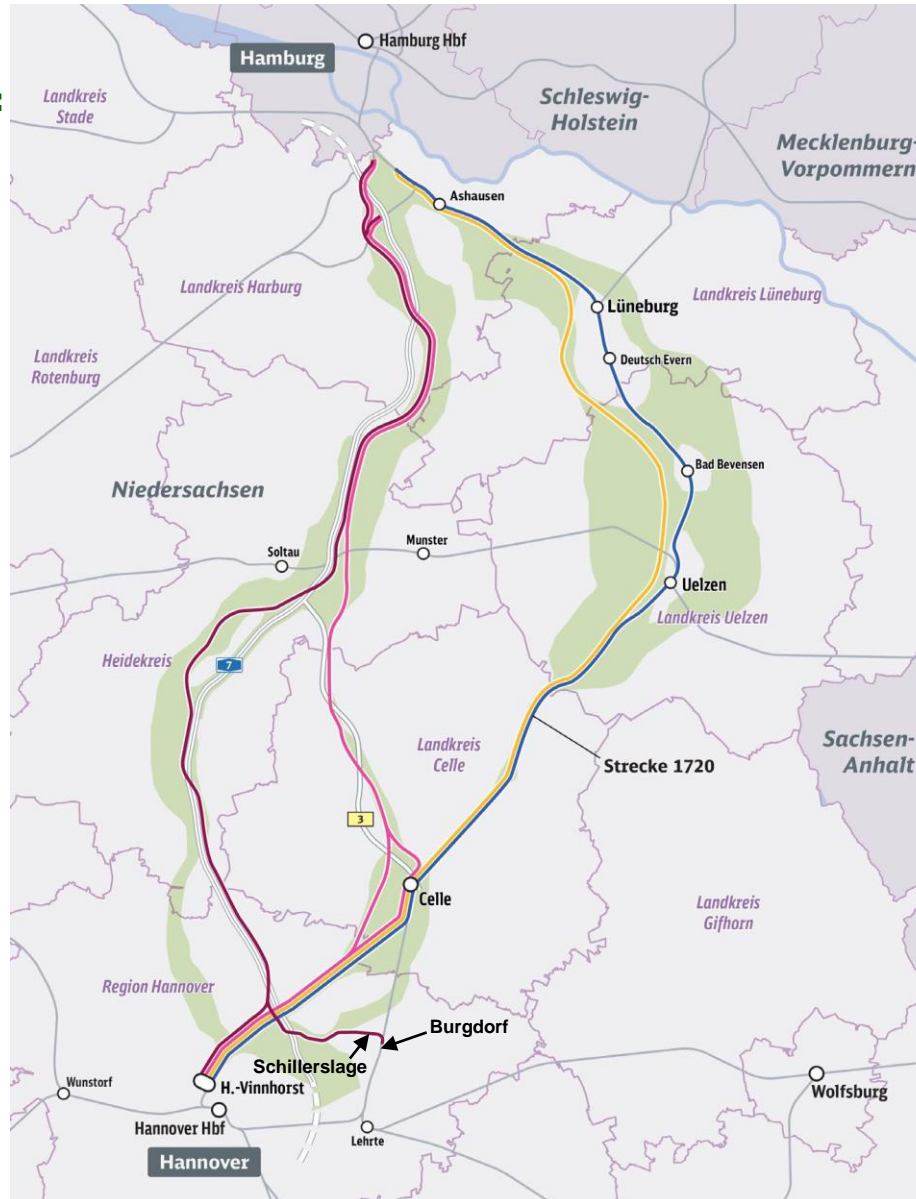 Hamburg Hbf
Hamburg
:
Landkreis
Stade
Schleswig-
Holstein
Mecklenburg-
Vorpommern
Ashausen
Landkreis Harburg
Lüneburg
Landkreis Lüneburg
Landkreis
Rotenburg
Deutsch Evern
Bad Bevensen
Niedersachsen
Soltau
Munster
Uelzen
Landkreis Uelzen
Heidekreis
7
Landkreis
Celle
Strecke 1720
Sachsen-
Anhalt
3
Celle
Landkreis
Gifhorn
Region Hannover
Burgdorf
Schillerslage
Wunstorf
H.-Vinnhorst
Wolfsburg
Hannover Hbf
Lehrte
Hannover